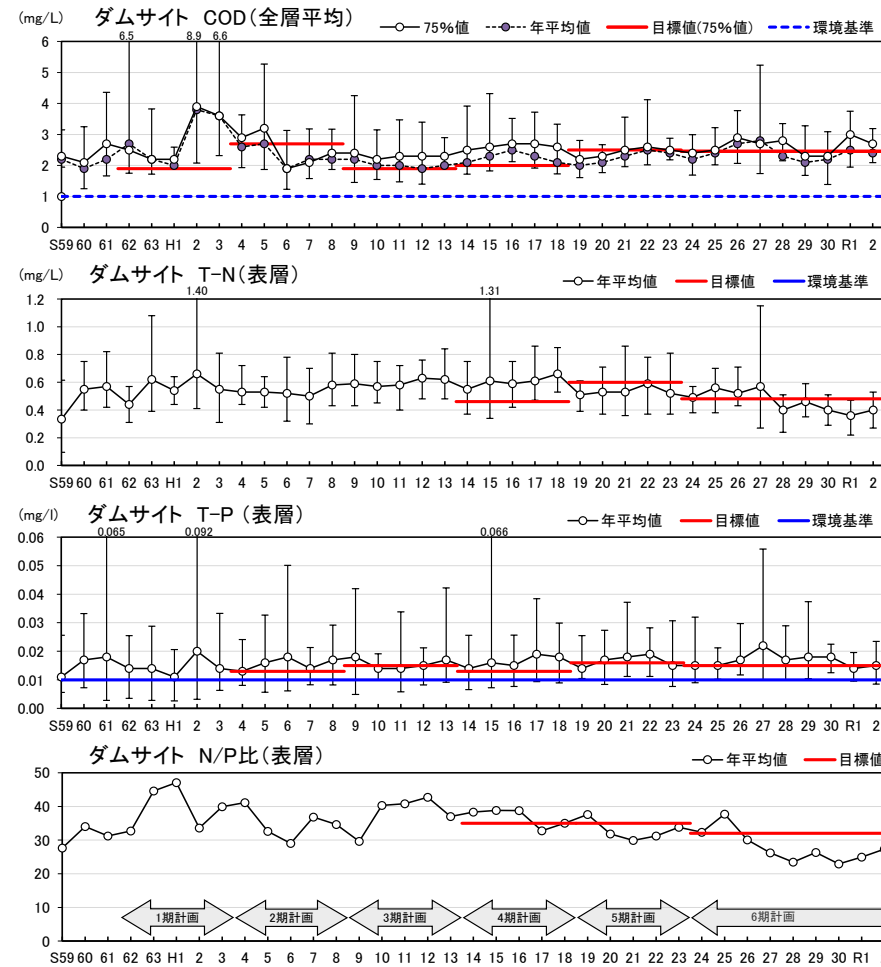 (mg/L) ダムサイト COD(全層平均) 75%値 年平均値 目標値(75%値) 環境基準
6.5 8.9 6.6
6
5
4
3
2
1
0
S59 60 61 62 63 H1 2 3 4 5 6 7 8 9 10 11 12 13 14 15 16 17 18 19 20 21 22 23 24 25 26 27 28 29 30 R1 2
(mg/L) ダムサイト T-N(表層) 年平均値 目標値 環境基準
1.40 1.31
1.2
1.0
0.8
0.6
0.4
0.2
0.0
S59 60 61 62 63 H1 2 3 4 5 6 7 8 9 10 11 12 13 14 15 16 17 18 19 20 21 22 23 24 25 26 27 28 29 30 R1 2
(mg/l) ダムサイト T-P (表層) 年平均値 目標値 環境基準
0.065 0.092 0.066
0.06
0.05
0.04
0.03
0.02
0.01
0.00
S59 60 61 62 63 H1 2 3 4 5 6 7 8 9 10 11 12 13 14 15 16 17 18 19 20 21 22 23 24 25 26 27 28 29 30 R1 2
ダムサイト N/P比(表層) 年平均値 目標値
50
40
30
20
10
0
1期計画 2期計画 3期計画 4期計画 5期計画 6期計画
S59 60 61 62 63 H1 2 3 4 5 6 7 8 9 10 11 12 13 14 15 16 17 18 19 20 21 22 23 24 25 26 27 28 29 30 R1